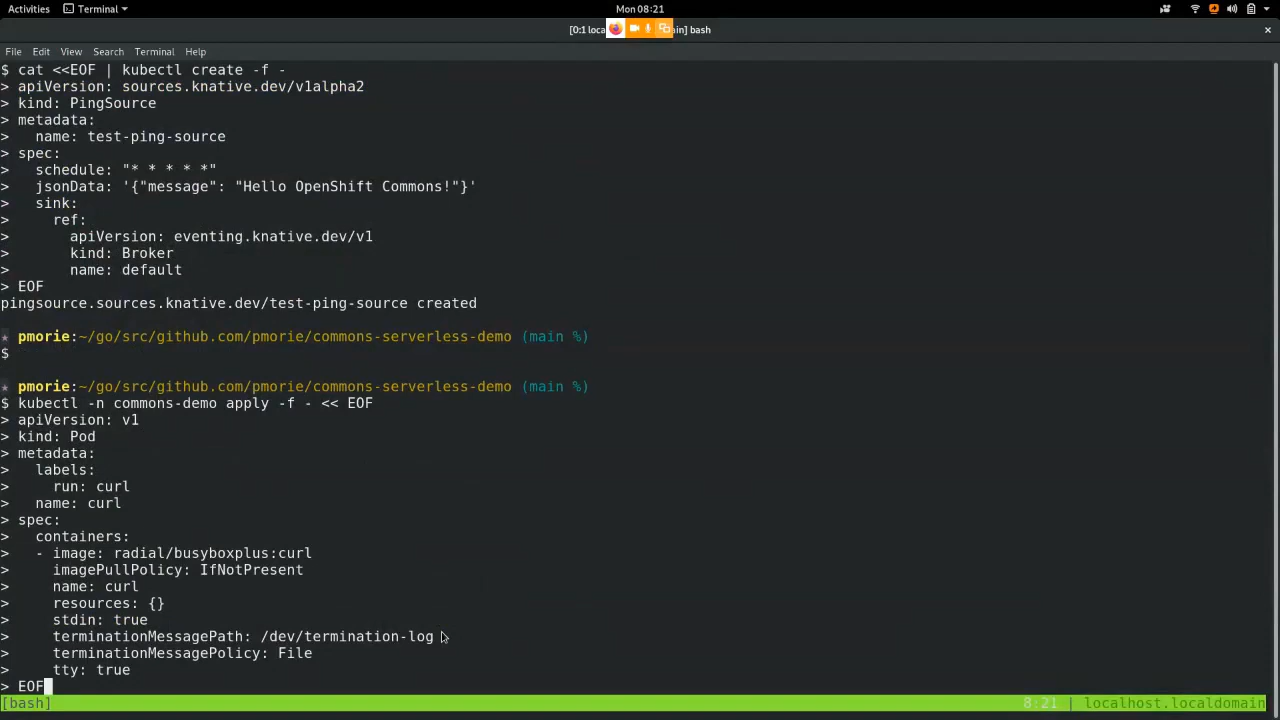 Activities Terminal Mon 08:21
[0:1 loca ain] bash ×
File Edit View Search Terminal Help
$ cat <<EOF | kubectl create -f -
> apiVersion: sources.knative.dev/v1alpha2
> kind: PingSource
> metadata:
>   name: test-ping-source
> spec:
>   schedule: "* * * * *"
>   jsonData: '{"message": "Hello OpenShift Commons!"}'
>   sink:
>     ref:
>       apiVersion: eventing.knative.dev/v1
>       kind: Broker
>       name: default
> EOF
pingsource.sources.knative.dev/test-ping-source created
★ pmorie:~/go/src/github.com/pmorie/commons-serverless-demo (main %)
$
★ pmorie:~/go/src/github.com/pmorie/commons-serverless-demo (main %)
$ kubectl -n commons-demo apply -f - << EOF
> apiVersion: v1
> kind: Pod
> metadata:
>   labels:
>     run: curl
>   name: curl
> spec:
>   containers:
>   - image: radial/busyboxplus:curl
>     imagePullPolicy: IfNotPresent
>     name: curl
>     resources: {}
>     stdin: true
>     terminationMessagePath: /dev/termination-log
>     terminationMessagePolicy: File
>     tty: true
> EOF
[bash] 8:21 | localhost.localdomain